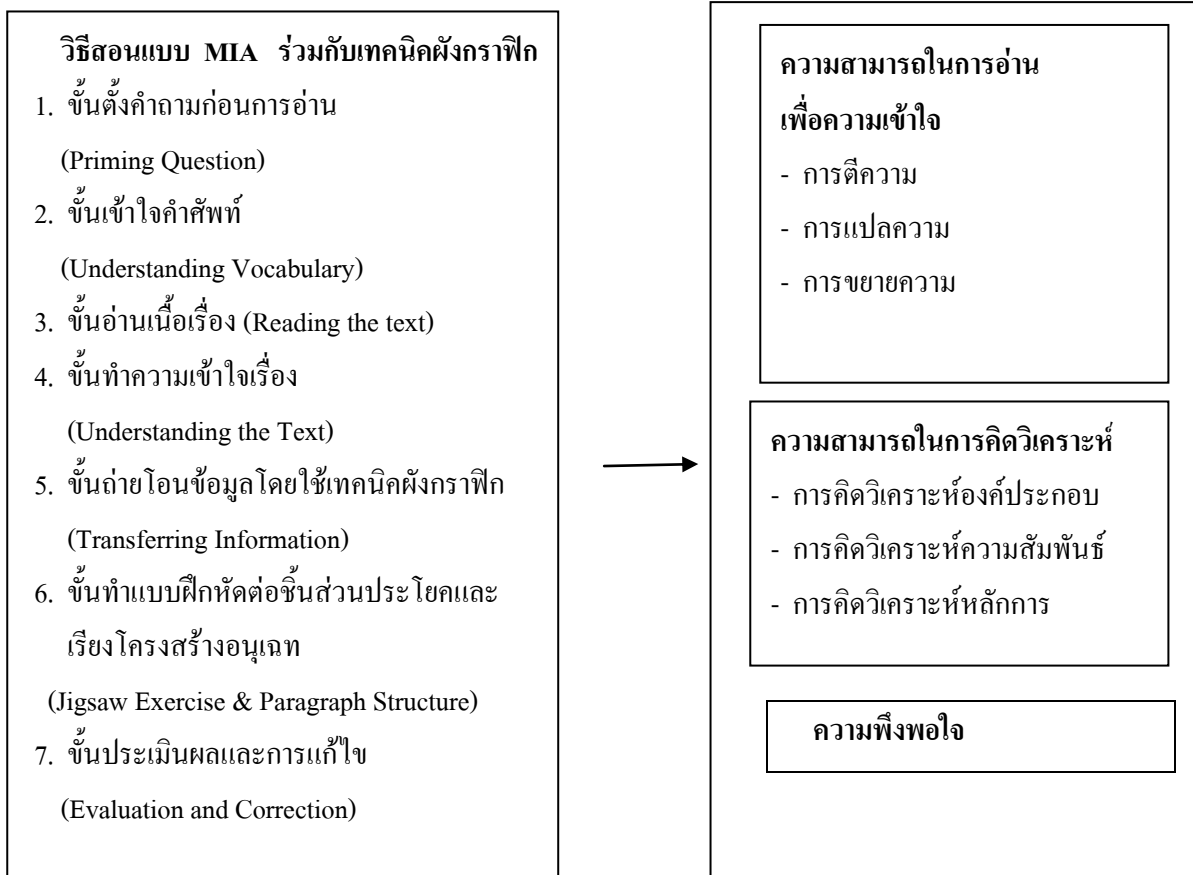 วิธีสอนแบบ MIA ร่วมกับเทคนิคผังกราฟิก
1. ขั้นตั้งคำถามก่อนการอ่าน
(Priming Question)
2. ขั้นเข้าใจคำศัพท์
(Understanding Vocabulary)
3. ขั้นอ่านเนื้อเรื่อง (Reading the text)
4. ขั้นทำความเข้าใจเรื่อง
(Understanding the Text)
5. ขั้นถ่ายโอนข้อมูลโดยใช้เทคนิคผังกราฟิก
(Transferring Information)
6. ขั้นทำแบบฝึกหัดต่อชิ้นส่วนประโยคและ
เรียงโครงสร้างอนุเฉท
(Jigsaw Exercise & Paragraph Structure)
7. ขั้นประเมินผลและการแก้ไข
(Evaluation and Correction)
ความสามารถในการอ่าน
เพื่อความเข้าใจ
- การตีความ
- การแปลความ
- การขยายความ
ความสามารถในการคิดวิเคราะห์
- การคิดวิเคราะห์องค์ประกอบ
- การคิดวิเคราะห์ความสัมพันธ์
- การคิดวิเคราะห์หลักการ
ความพึงพอใจ